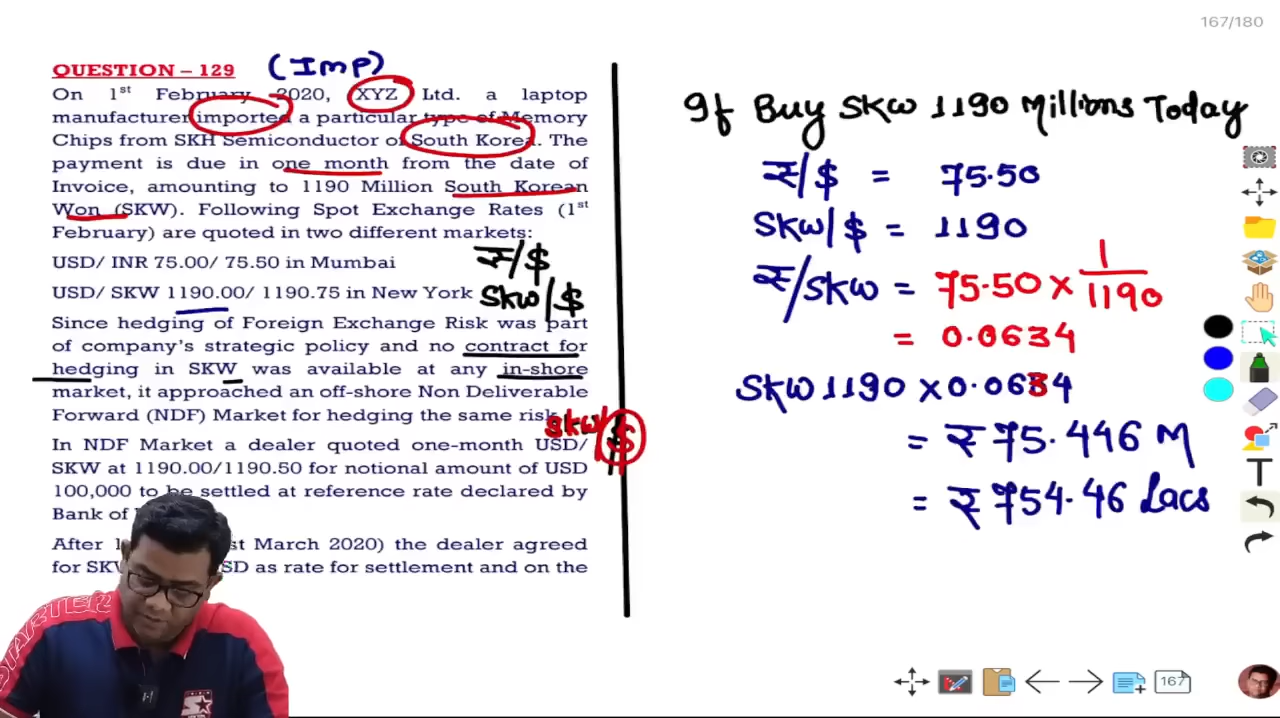 167/180
QUESTION – 129 (Imp)
On 1st February 2020, XYZ Ltd. a laptop
manufacturer imported a particular type of Memory
Chips from SKH Semiconductor of South Korea. The
payment is due in one month from the date of
Invoice, amounting to 1190 Million South Korean
Won (SKW). Following Spot Exchange Rates (1st
February) are quoted in two different markets:
USD/ INR 75.00/ 75.50 in Mumbai ₹/$
USD/ SKW 1190.00/ 1190.75 in New York SKW/$
Since hedging of Foreign Exchange Risk was part
of company's strategic policy and no contract for
hedging in SKW was available at any in-shore
market, it approached an off-shore Non Deliverable
Forward (NDF) Market for hedging the same risk
SKW/$
In NDF Market a dealer quoted one-month USD/
SKW at 1190.00/1190.50 for notional amount of USD
100,000 to be settled at reference rate declared by
Bank of
After 1 st March 2020) the dealer agreed
for SKW SD as rate for settlement and on the
If Buy SKW 1190 Millions Today
₹/$ = 75.50
SKW/$ = 1190
₹/SKW = 75.50 × 1/1190
= 0.0634
SKW 1190 × 0.0634
= ₹ 75.446 M
= ₹ 754.46 Lacs
STARTER
167